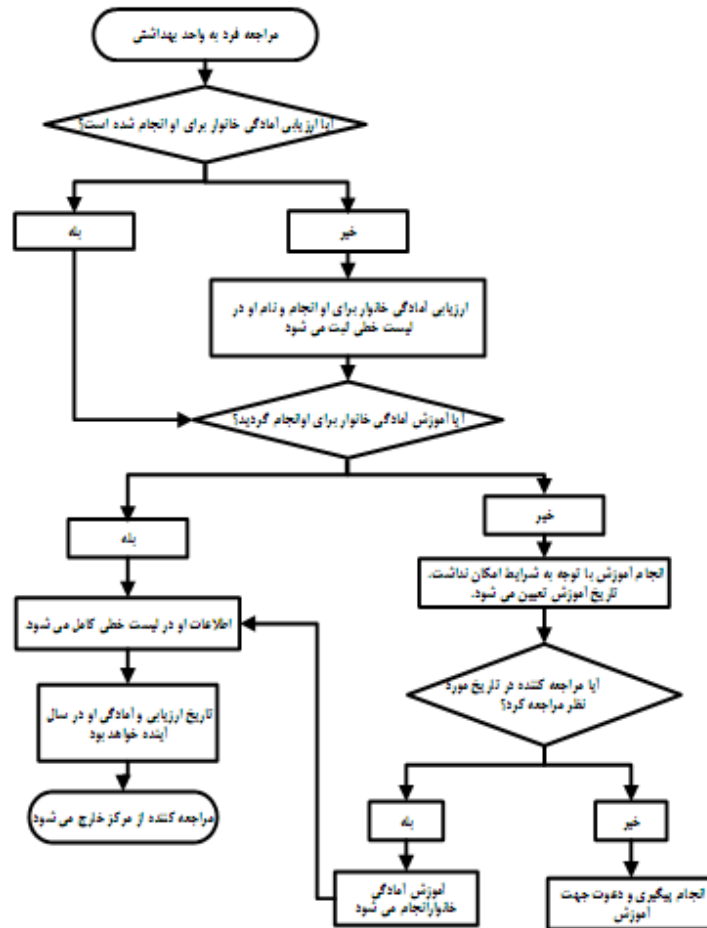 مراجعه فرد به واحد بهداشتی
آیا ارزیابی آمادگی خانوار برای او انجام شده است؟
بله
خیر
ارزیابی آمادگی خانوار برای او انجام و نام او در
لیست خطی ثبت می شود
آیا آموزش آمادگی خانوار برای اوانجام گردید؟
بله
خیر
انجام آموزش با توجه به شرایط امکان نداشت،
تاریخ آموزش تعیین می شود.
اطلاعات او در لیست خطی کامل می شود.
آیا مراجعه کننده در تاریخ مورد
نظر مراجعه کرد؟
تاریخ ارزیابی و آمادگی او در سال
آینده خواهد بود
مراجعه کننده از مرکز خارج می شود
بله
خیر
آموزش آمادگی
خانوارانجام می شود
انجام پیگیری و دعوت جهت
آموزش